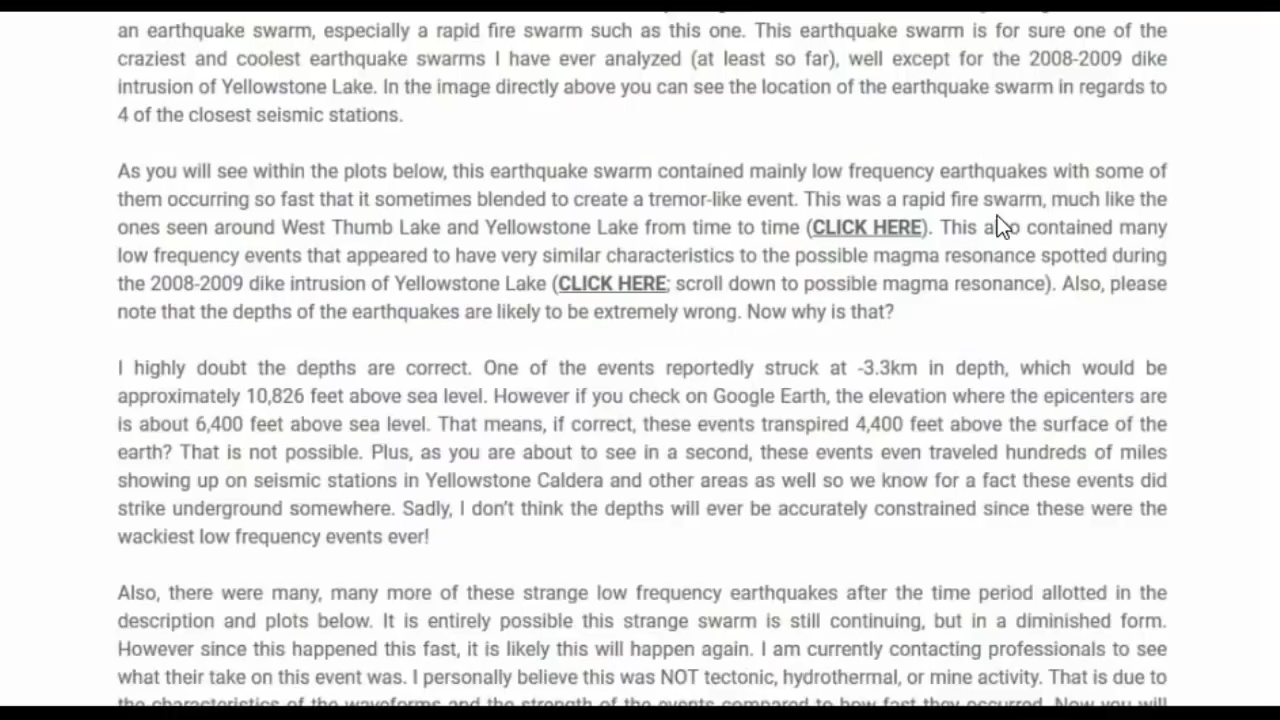 an earthquake swarm, especially a rapid fire swarm such as this one. This earthquake swarm is for sure one of the
craziest and coolest earthquake swarms I have ever analyzed (at least so far), well except for the 2008-2009 dike
intrusion of Yellowstone Lake. In the image directly above you can see the location of the earthquake swarm in regards to
4 of the closest seismic stations.
As you will see within the plots below, this earthquake swarm contained mainly low frequency earthquakes with some of
them occurring so fast that it sometimes blended to create a tremor-like event. This was a rapid fire swarm, much like the
ones seen around West Thumb Lake and Yellowstone Lake from time to time (CLICK HERE). This also contained many
low frequency events that appeared to have very similar characteristics to the possible magma resonance spotted during
the 2008-2009 dike intrusion of Yellowstone Lake (CLICK HERE; scroll down to possible magma resonance). Also, please
note that the depths of the earthquakes are likely to be extremely wrong. Now why is that?
I highly doubt the depths are correct. One of the events reportedly struck at -3.3km in depth, which would be
approximately 10,826 feet above sea level. However if you check on Google Earth, the elevation where the epicenters are
is about 6,400 feet above sea level. That means, if correct, these events transpired 4,400 feet above the surface of the
earth? That is not possible. Plus, as you are about to see in a second, these events even traveled hundreds of miles
showing up on seismic stations in Yellowstone Caldera and other areas as well so we know for a fact these events did
strike underground somewhere. Sadly, I don't think the depths will ever be accurately constrained since these were the
wackiest low frequency events ever!
Also, there were many, many more of these strange low frequency earthquakes after the time period allotted in the
description and plots below. It is entirely possible this strange swarm is still continuing, but in a diminished form.
However since this happened this fast, it is likely this will happen again. I am currently contacting professionals to see
what their take on this event was. I personally believe this was NOT tectonic, hydrothermal, or mine activity. That is due to
the characteristics of the waveforms and the strength of the events compared to how fast they occurred. Now you will